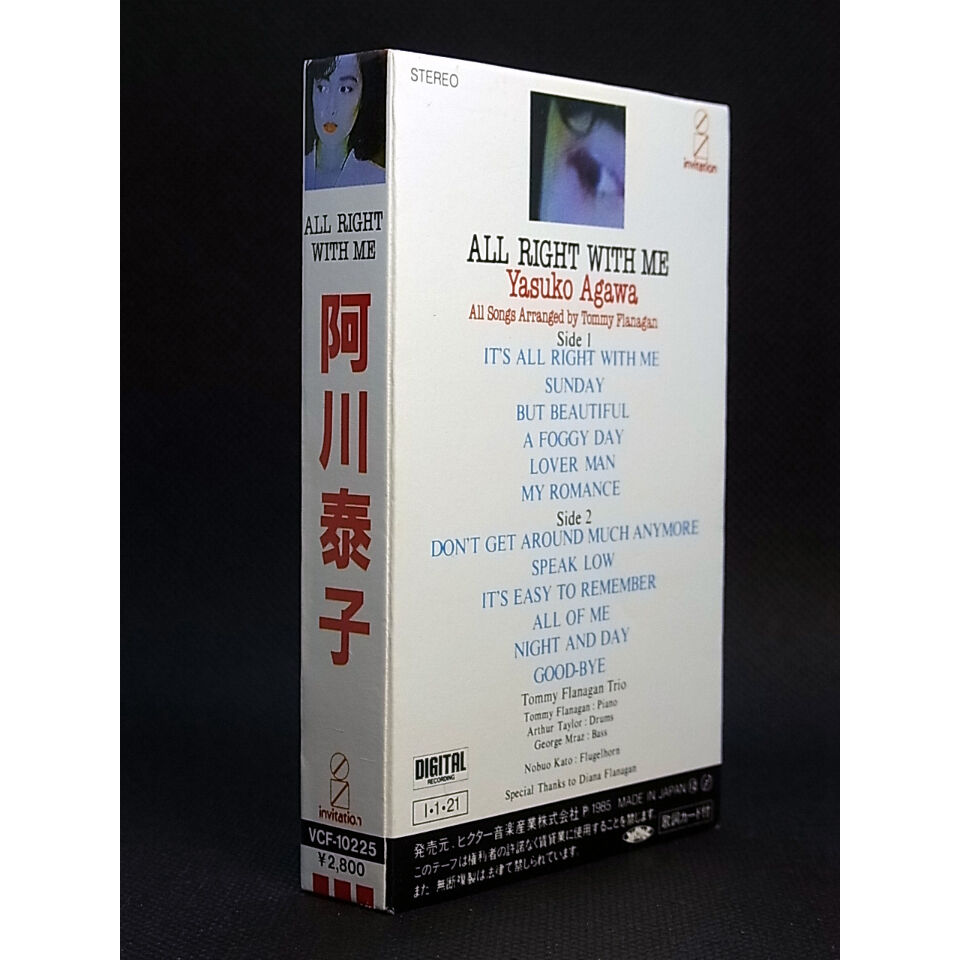 ALL RIGHT
WITH ME
阿川泰子
invitation
VCF-10225
¥2,800
STEREO
invitation
ALL RIGHT WITH ME
Yasuko Agawa
All Songs Arranged by Tommy Flanagan
Side 1
IT'S ALL RIGHT WITH ME
SUNDAY
BUT BEAUTIFUL
A FOGGY DAY
LOVER MAN
MY ROMANCE
Side 2
DON'T GET AROUND MUCH ANYMORE
SPEAK LOW
IT'S EASY TO REMEMBER
ALL OF ME
NIGHT AND DAY
GOOD-BYE
Tommy Flanagan Trio
Tommy Flanagan : Piano
Arthur Taylor : Drums
George Mraz : Bass
Nobuo Kato : Flugelhorn
Special Thanks to Diana Flanagan
DIGITAL
RECORDING
I・1・21
発売元、ビクター音楽産業株式会社 P 1985 MADE IN JAPAN
このテープは権利者の許諾なく賃貸業に使用することを禁じます。
また 無断複製は法律で禁じられています。
歌詞カード付